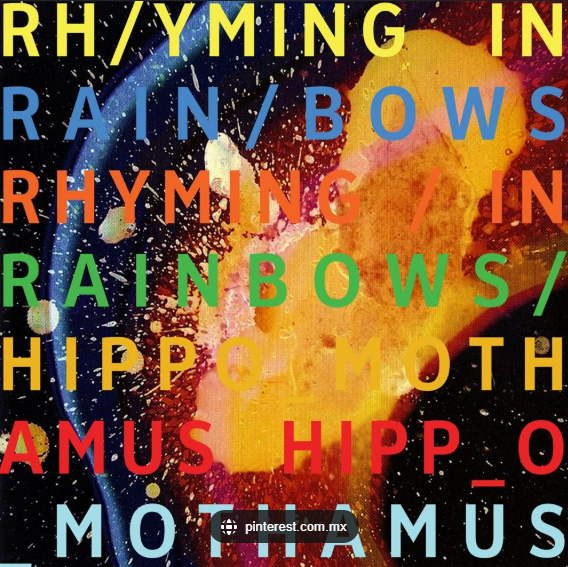 RH/YMING IN
RAIN/BOWS
RHYMING / IN
RAINBOWS/
HIPPO_MOTH
AMUS HIPP_O
_MOTHAMUS
pinterest.com.mx